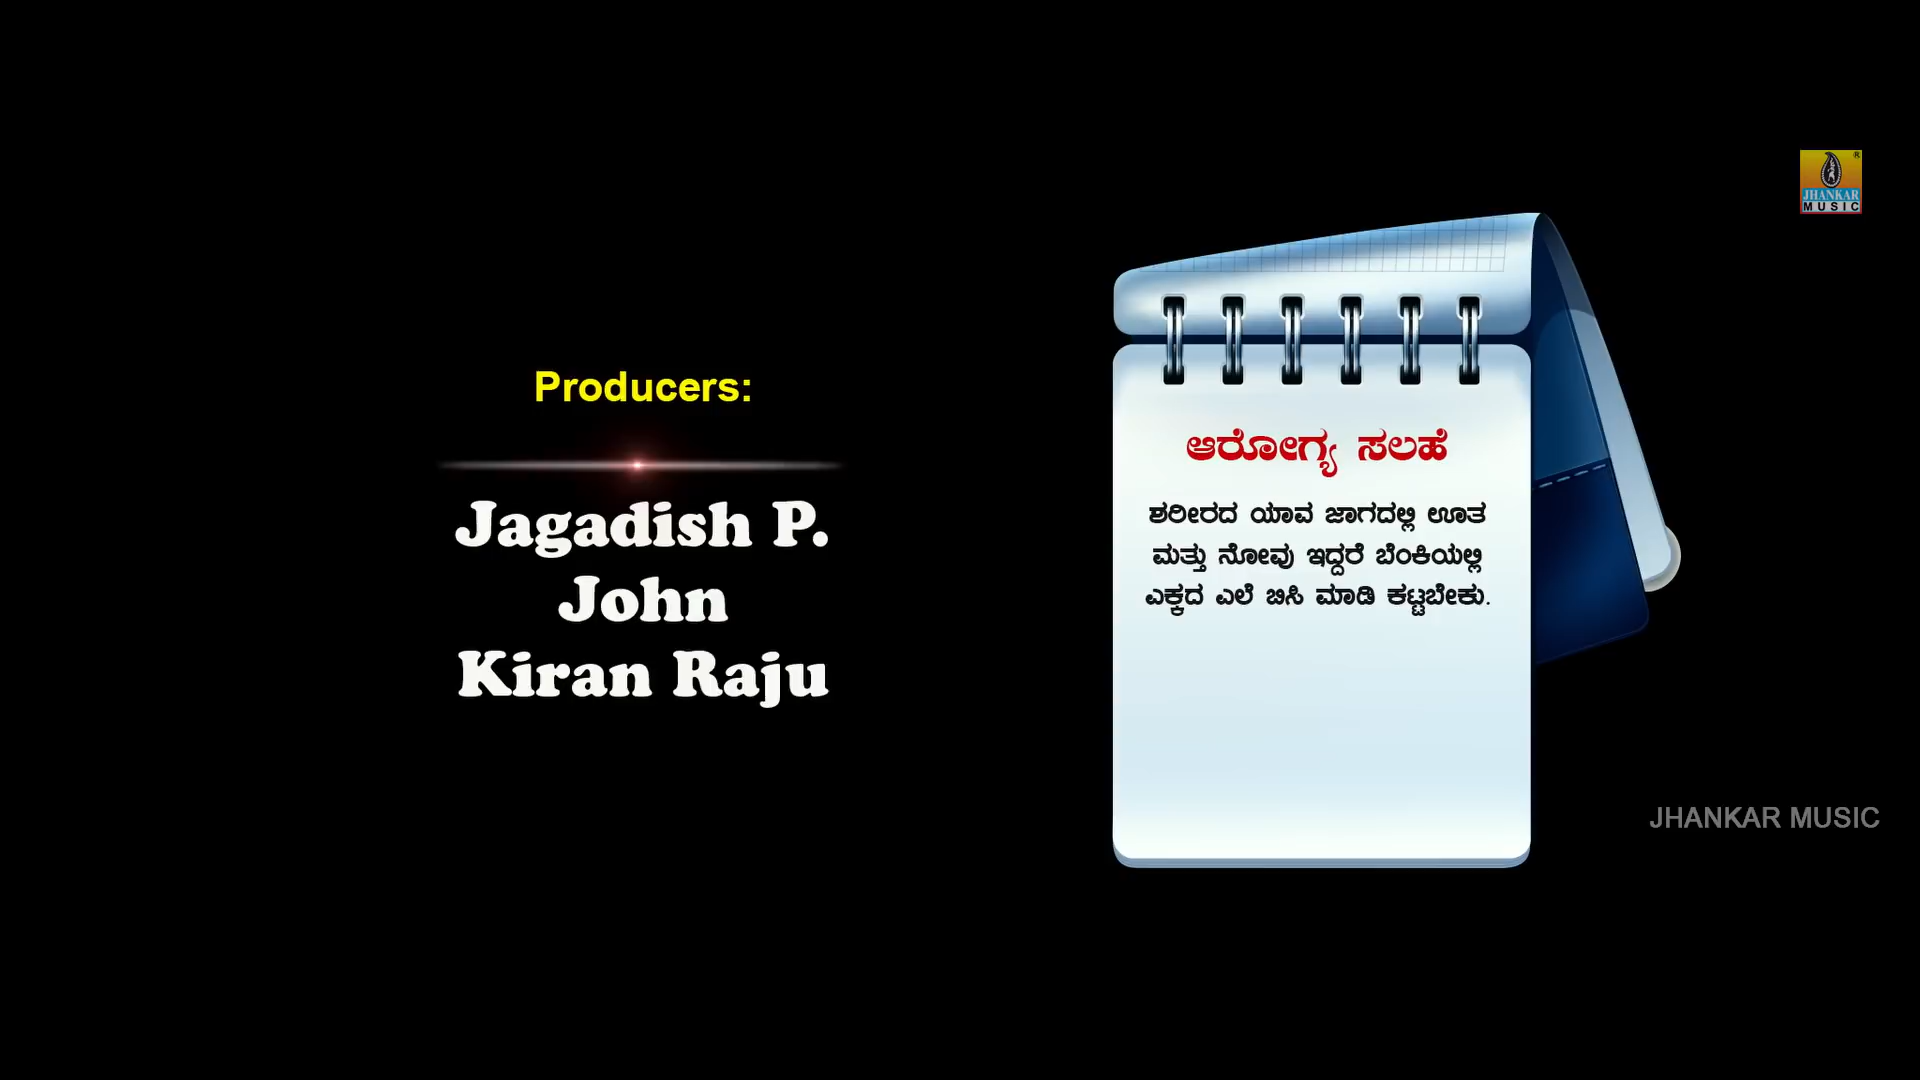 Producers:
Jagadish P.
John
Kiran Raju
®
JHANKAR
MUSIC
ಆರೋಗ್ಯ ಸಲಹೆ
ಶರೀರದ ಯಾವ ಜಾಗದಲ್ಲಿ ಊತ
ಮತ್ತು ನೋವು ಇದ್ದರೆ ಬೆಂಕಿಯಲ್ಲಿ
ಎಕ್ಕದ ಎಲೆ ಬಿಸಿ ಮಾಡಿ ಕಟ್ಟಬೇಕು.
JHANKAR MUSIC